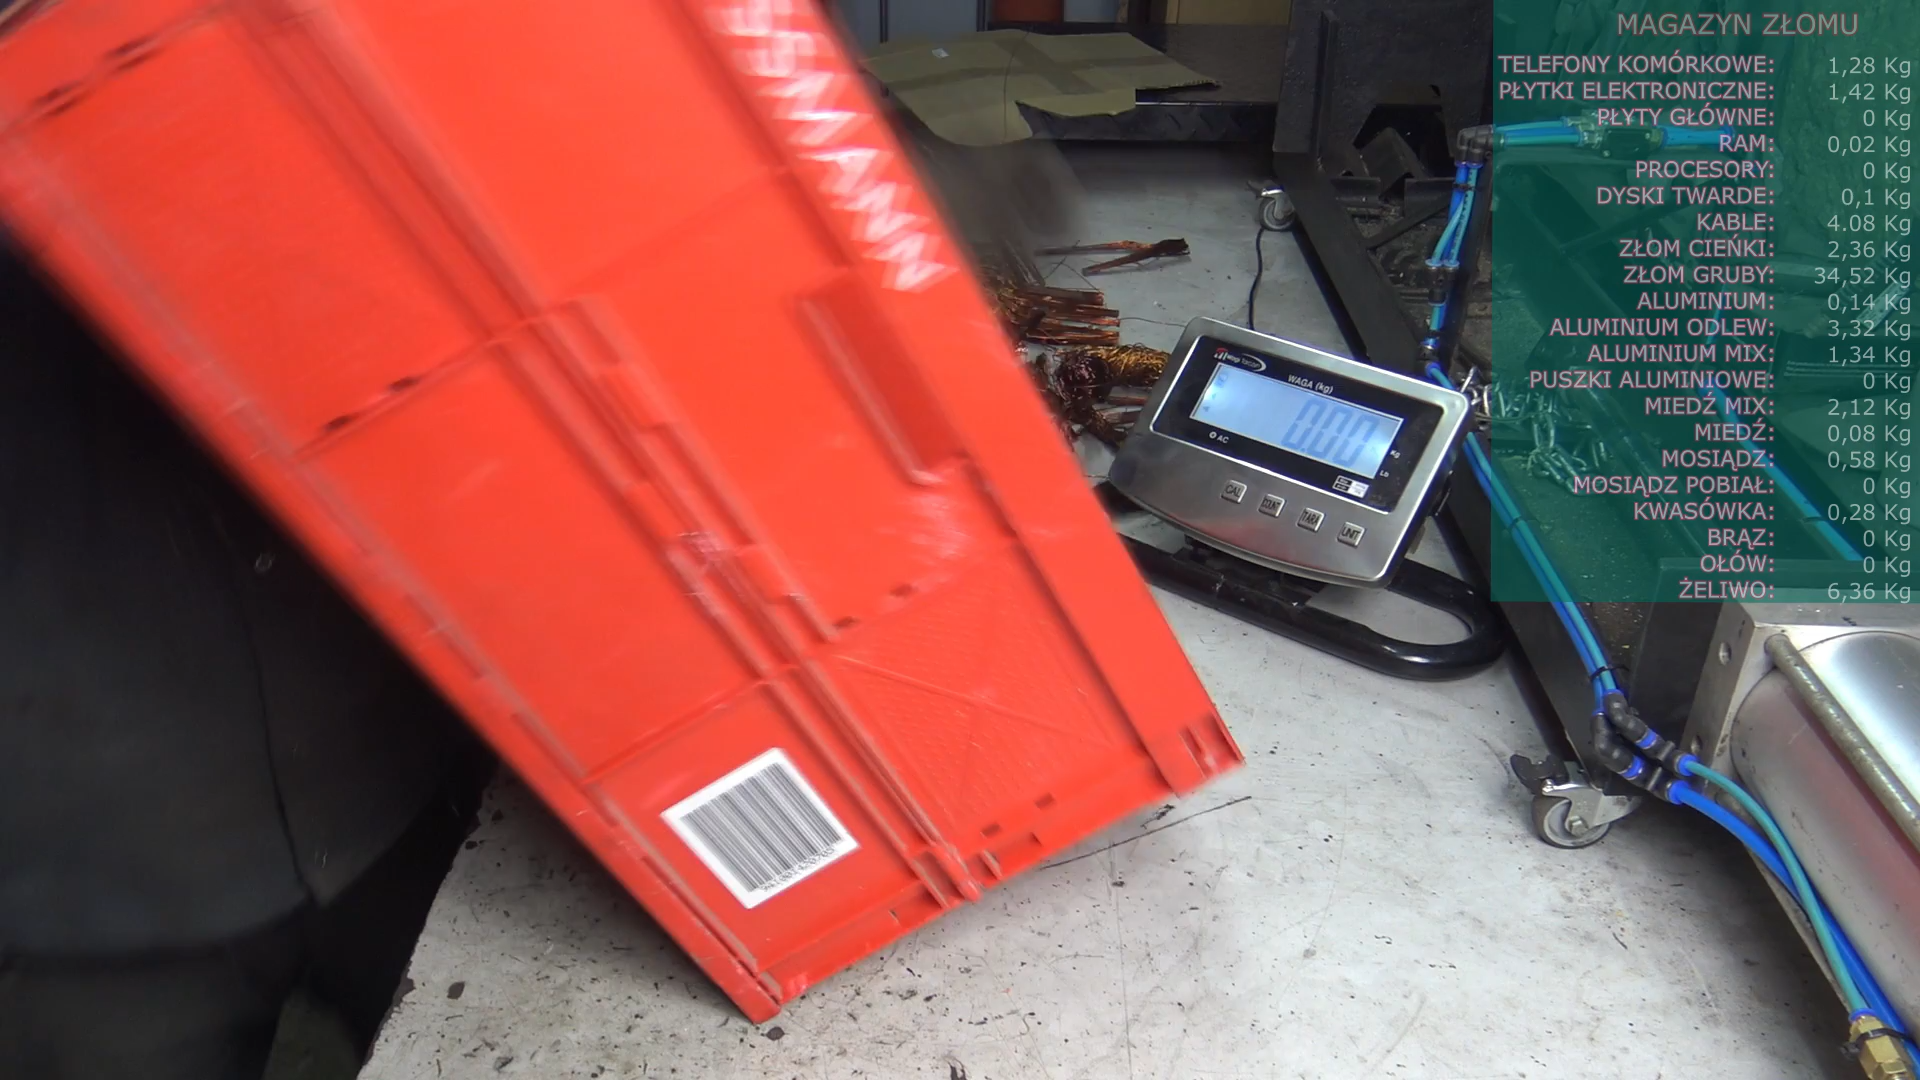 SSMANN
MAGAZYN ZŁOMU
TELEFONY KOMÓRKOWE: 1,28 Kg
PŁYTKI ELEKTRONICZNE: 1,42 Kg
PŁYTY GŁÓWNE: 0 Kg
RAM: 0,02 Kg
PROCESORY: 0 Kg
DYSKI TWARDE: 0,1 Kg
KABLE: 4.08 Kg
ZŁOM CIEŃKI: 2,36 Kg
ZŁOM GRUBY: 34,52 Kg
ALUMINIUM: 0,14 Kg
ALUMINIUM ODLEW: 3,32 Kg
ALUMINIUM MIX: 1,34 Kg
PUSZKI ALUMINIOWE: 0 Kg
MIEDŹ MIX: 2,12 Kg
MIEDŹ: 0,08 Kg
MOSIĄDZ: 0,58 Kg
MOSIĄDZ POBIAŁ: 0 Kg
KWASÓWKA: 0,28 Kg
BRĄZ: 0 Kg
OŁÓW: 0 Kg
ŻELIWO: 6,36 Kg
WAGA (kg)
0.00
Kg
AC
Lb
CAL
TARA
UNIT